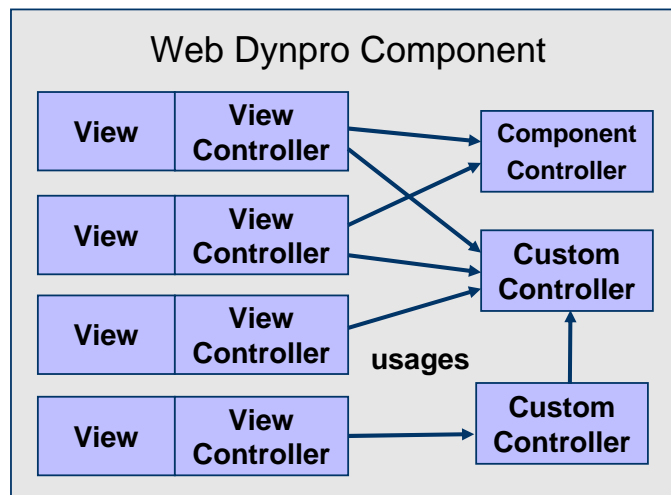 Web Dynpro Component
View
View
Controller
Component
Controller
View
View
Controller
Custom
Controller
View
View
Controller
usages
View
View
Controller
Custom
Controller